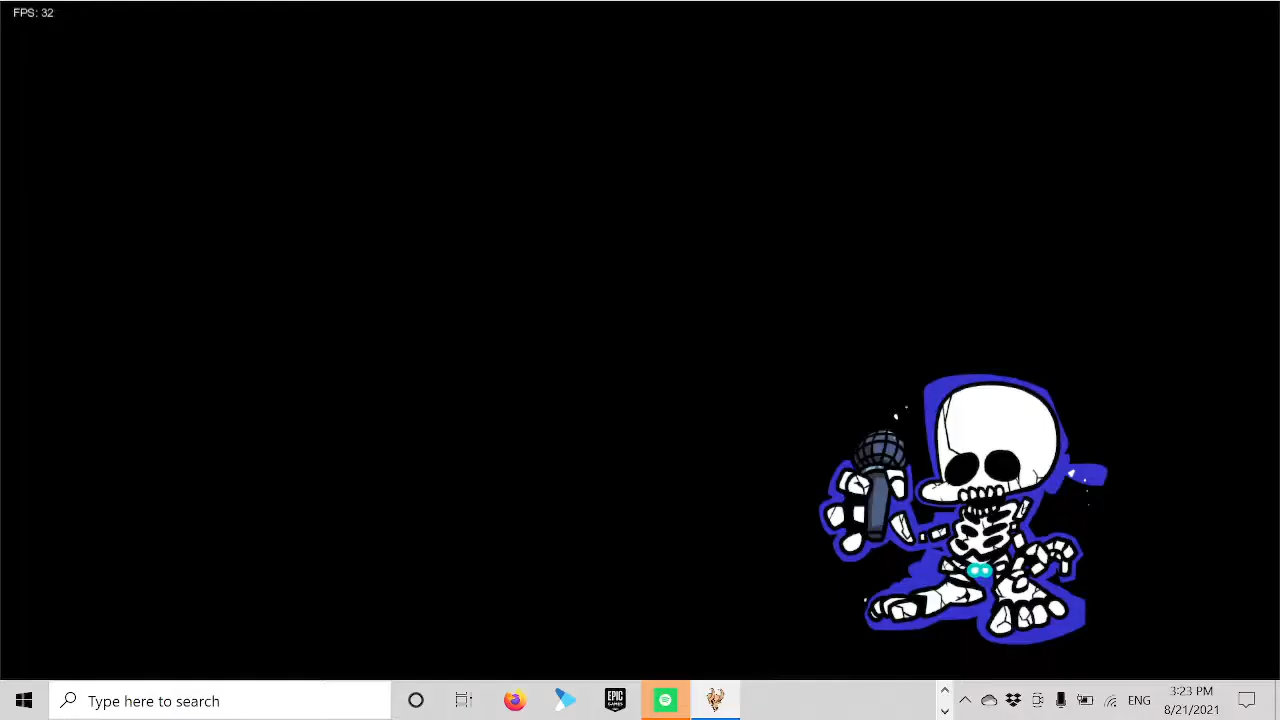 FPS: 32
Type here to search
EPIC
GAMES
ENG
3:23 PM
8/21/2021